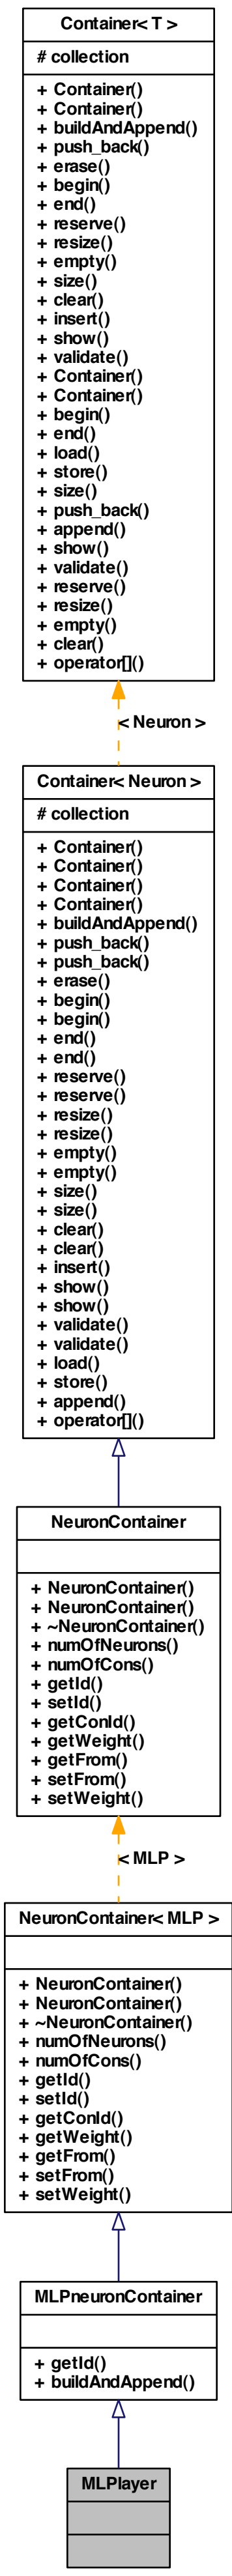 Container< T >
# collection
+ Container()
+ Container()
+ buildAndAppend()
+ push_back()
+ erase()
+ begin()
+ end()
+ reserve()
+ resize()
+ empty()
+ size()
+ clear()
+ insert()
+ show()
+ validate()
+ Container()
+ Container()
+ begin()
+ end()
+ load()
+ store()
+ size()
+ push_back()
+ append()
+ show()
+ validate()
+ reserve()
+ resize()
+ empty()
+ clear()
+ operator[]()
< Neuron >
Container< Neuron >
# collection
+ Container()
+ Container()
+ Container()
+ Container()
+ buildAndAppend()
+ push_back()
+ push_back()
+ erase()
+ begin()
+ begin()
+ end()
+ end()
+ reserve()
+ reserve()
+ resize()
+ resize()
+ empty()
+ empty()
+ size()
+ size()
+ clear()
+ clear()
+ insert()
+ show()
+ show()
+ validate()
+ validate()
+ load()
+ store()
+ append()
+ operator[]()
NeuronContainer
+ NeuronContainer()
+ NeuronContainer()
+ ~NeuronContainer()
+ numOfNeurons()
+ numOfCons()
+ getId()
+ setId()
+ getConId()
+ getWeight()
+ getFrom()
+ setFrom()
+ setWeight()
< MLP >
NeuronContainer< MLP >
+ NeuronContainer()
+ NeuronContainer()
+ ~NeuronContainer()
+ numOfNeurons()
+ numOfCons()
+ getId()
+ setId()
+ getConId()
+ getWeight()
+ getFrom()
+ setFrom()
+ setWeight()
MLPneuronContainer
+ getId()
+ buildAndAppend()
MLPlayer